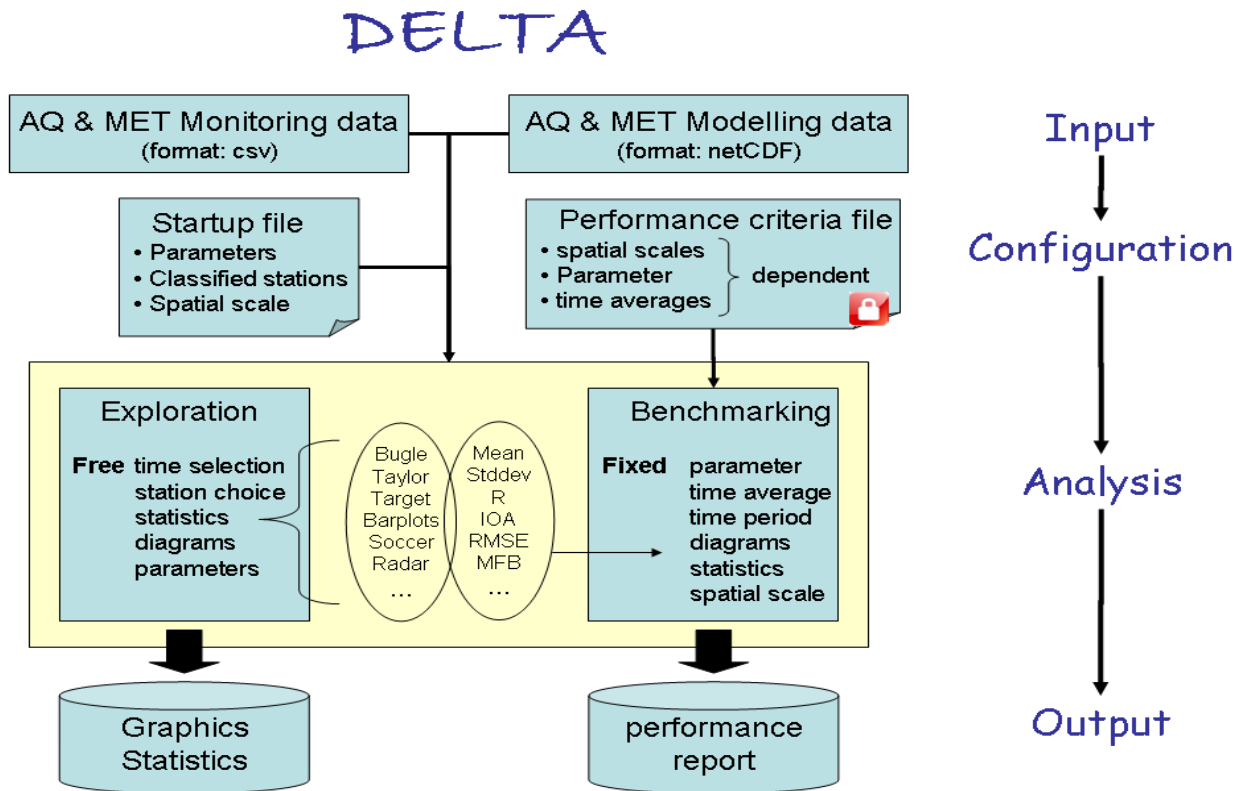 DELTA
AQ & MET Monitoring data
(format: csv)
AQ & MET Modelling data
(format: netCDF)
Input
Startup file
• Parameters
• Classified stations
• Spatial scale
Performance criteria file
• spatial scales
• Parameter
• time averages
dependent
Configuration
Exploration
Free time selection
station choice
statistics
diagrams
parameters
Bugle
Taylor
Target
Barplots
Soccer
Radar
...
Mean
Stddev
R
IOA
RMSE
MFB
...
Benchmarking
Fixed parameter
time average
time period
diagrams
statistics
spatial scale
Analysis
Graphics
Statistics
performance
report
Output